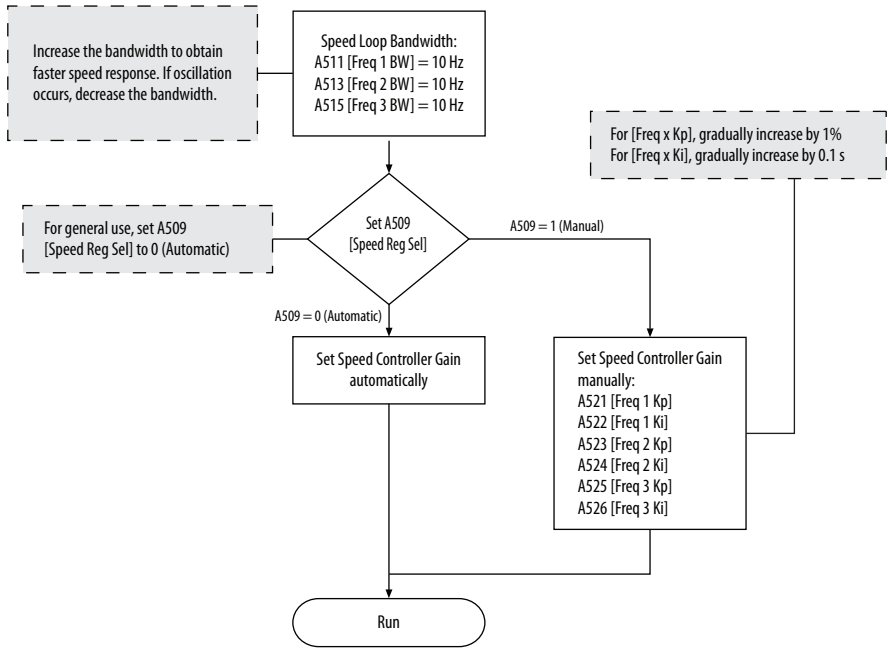 Increase the bandwidth to obtain
faster speed response. If oscillation
occurs, decrease the bandwidth.
Speed Loop Bandwidth:
A511 [Freq 1 BW] = 10 Hz
A513 [Freq 2 BW] = 10 Hz
A515 [Freq 3 BW] = 10 Hz
For [Freq x Kp], gradually increase by 1%
For [Freq x Ki], gradually increase by 0.1 s
For general use, set A509
[Speed Reg Sel] to 0 (Automatic)
Set A509
[Speed Reg Sel]
A509 = 1 (Manual)
A509 = 0 (Automatic)
Set Speed Controller Gain
automatically
Set Speed Controller Gain
manually:
A521 [Freq 1 Kp]
A522 [Freq 1 Ki]
A523 [Freq 2 Kp]
A524 [Freq 2 Ki]
A525 [Freq 3 Kp]
A526 [Freq 3 Ki]
Run